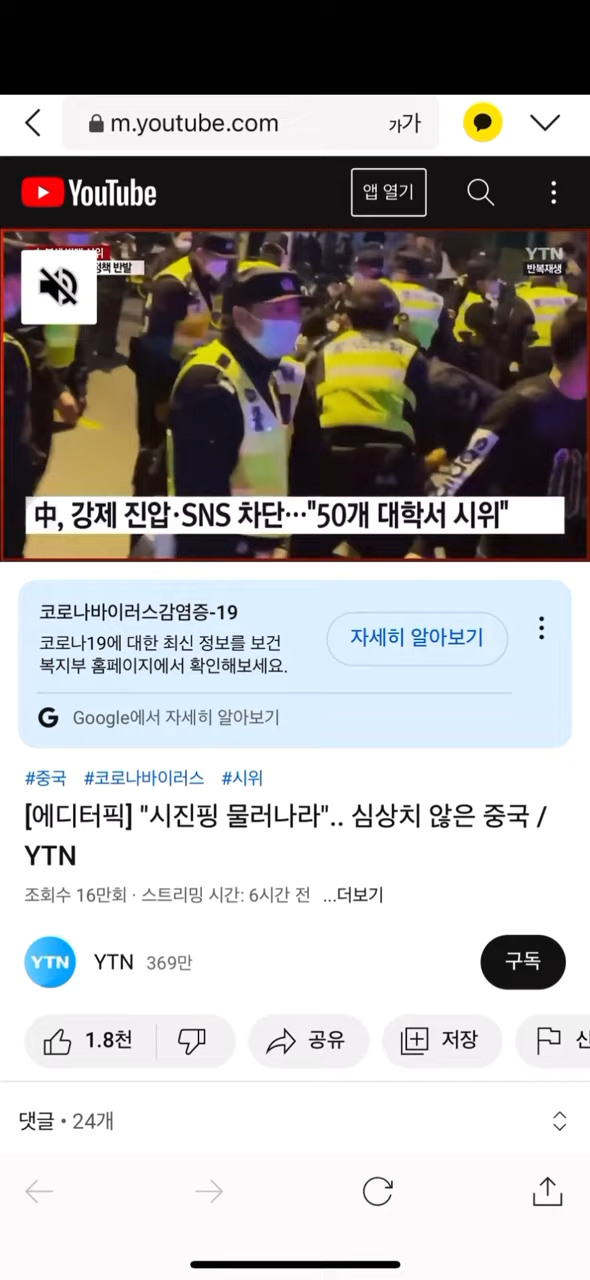 m.youtube.com
가가
YouTube
앱 열기
정책 반발
YTN
반복재생
中, 강제 진압·SNS 차단…"50개 대학서 시위"
코로나바이러스감염증-19
코로나19에 대한 최신 정보를 보건
복지부 홈페이지에서 확인해보세요.
자세히 알아보기
G Google에서 자세히 알아보기
#중국 #코로나바이러스 #시위
[에디터픽] "시진핑 물러나라".. 심상치 않은 중국 /
YTN
조회수 16만회 · 스트리밍 시간: 6시간 전 ...더보기
YTN YTN 369만
구독
1.8천
공유
저장
신
댓글 • 24개